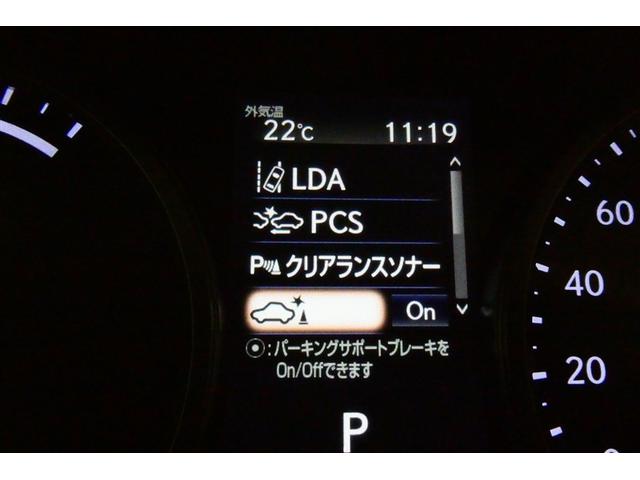 外気温
22℃ 11:19
LDA
PCS
P クリアランスソナー
On
⦿:パーキングサポートブレーキを
On/Offできます
P
60
40
20